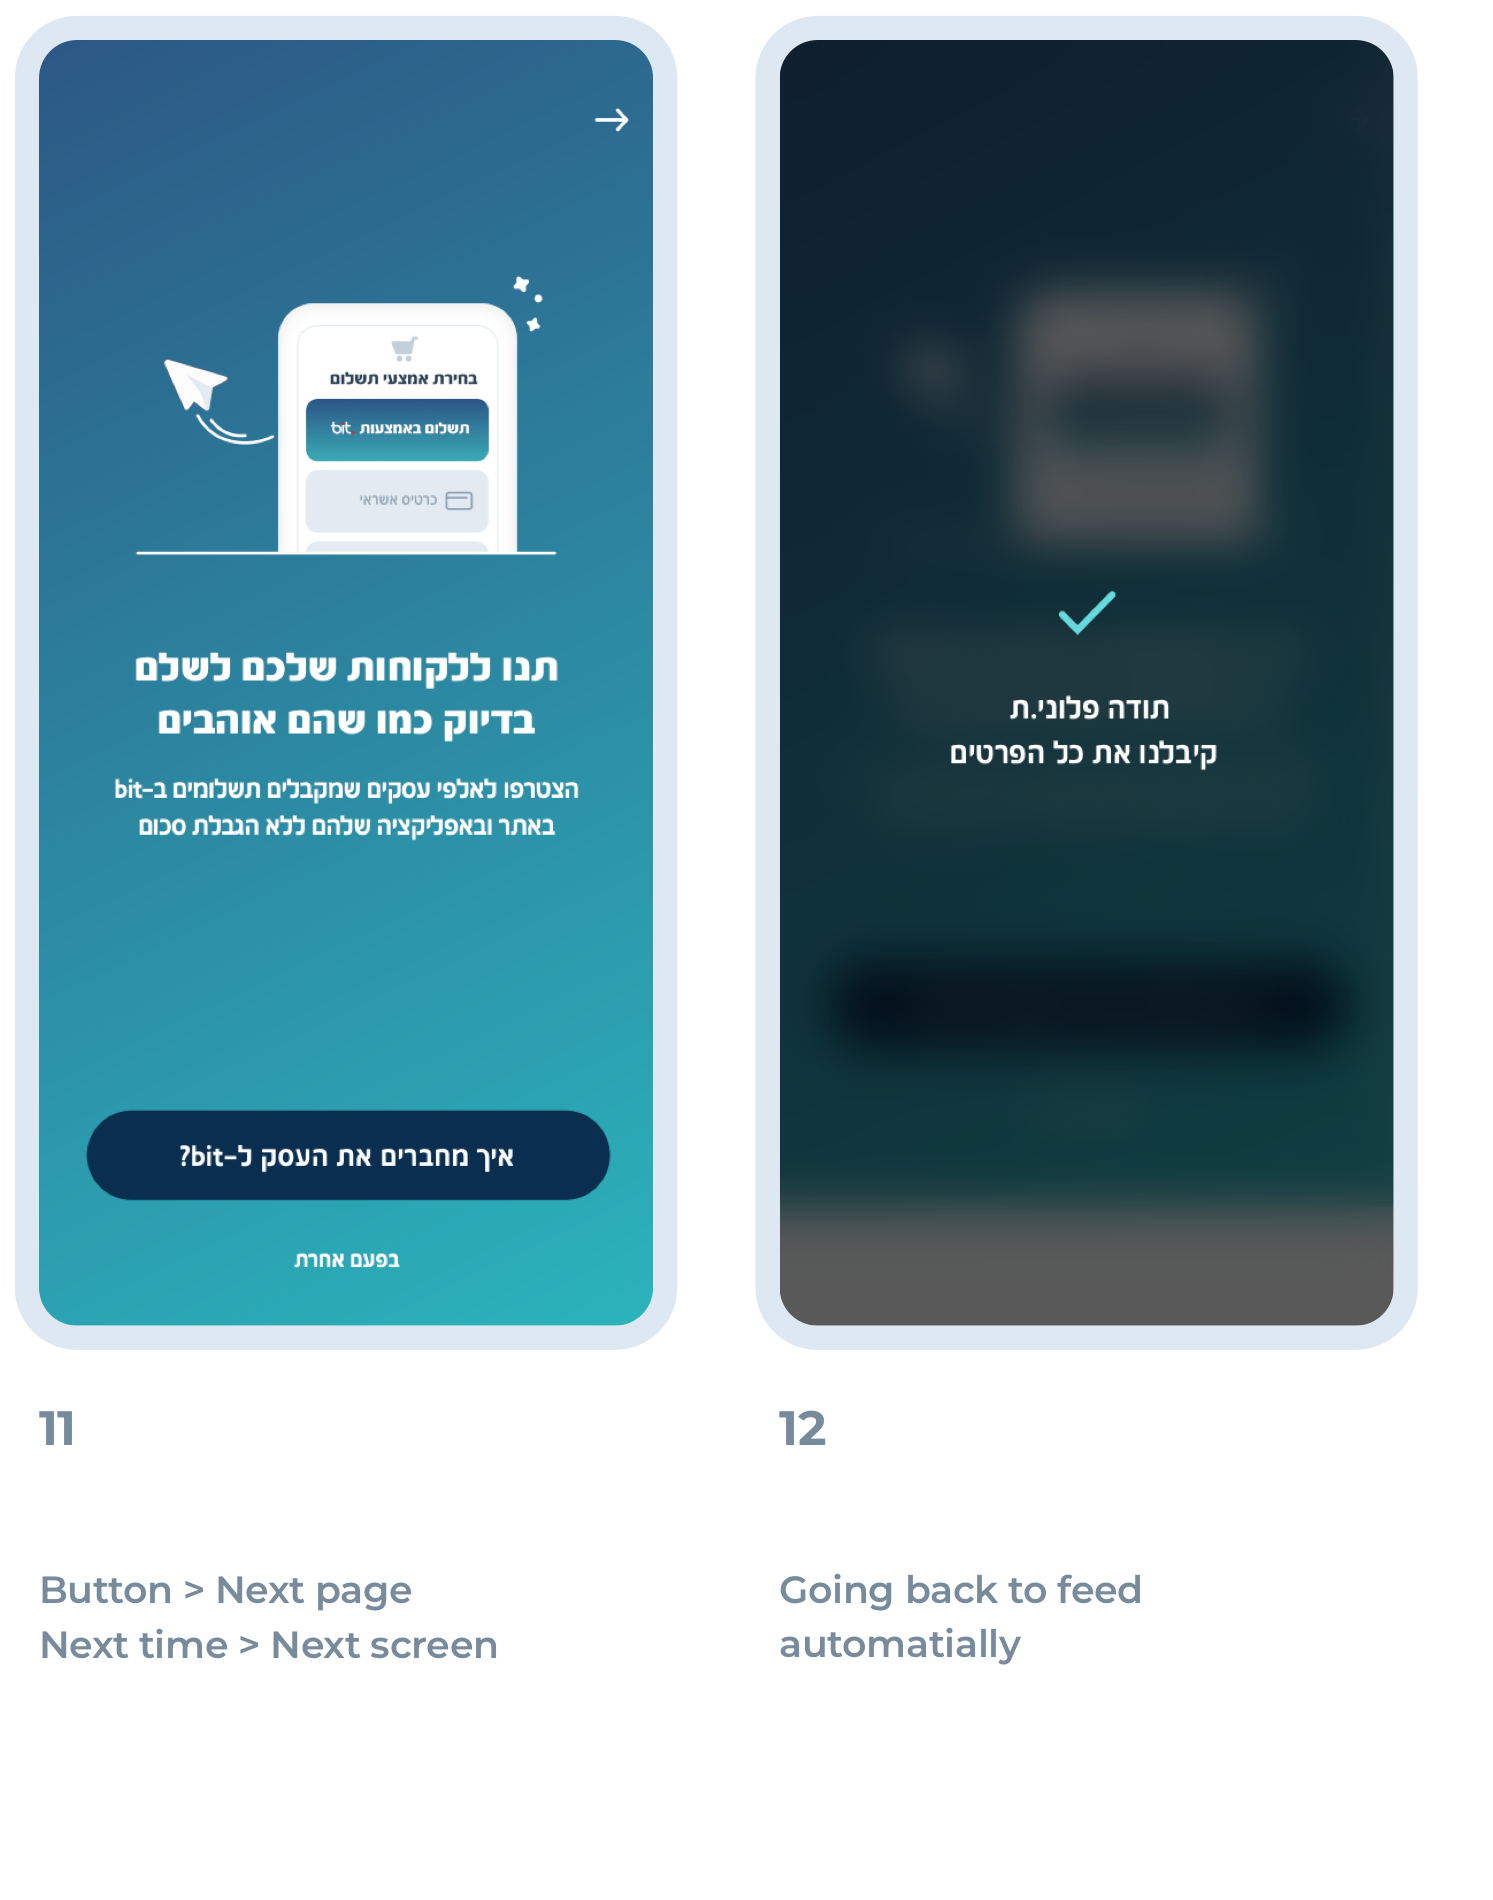 בחירת אמצעי תשלום
תשלום באמצעות bit
כרטיס אשראי
תנו ללקוחות שלכם לשלם
בדיוק כמו שהם אוהבים
הצטרפו לאלפי עסקים שמקבלים תשלומים ב-bit
באתר ובאפליקציה שלהם ללא הגבלת סכום
איך מחברים את העסק ל-bit?
בפעם אחרת
11
Button > Next page
Next time > Next screen
תודה פלוני.ת
קיבלנו את כל הפרטים
12
Going back to feed
automatially